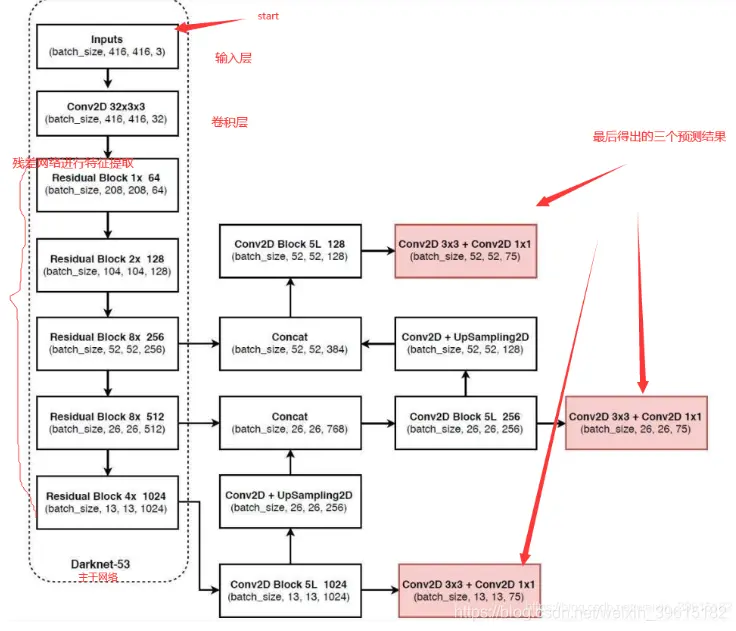 start
Inputs
(batch_size, 416, 416, 3)
输入层
Conv2D 32x3x3
(batch_size, 416, 416, 32)
卷积层
最后得出的三个预测结果
残差网络进行特征提取
Residual Block 1x 64
(batch_size, 208, 208, 64)
Residual Block 2x 128
(batch_size, 104, 104, 128)
Conv2D Block 5L 128
(batch_size, 52, 52, 128)
Conv2D 3x3 + Conv2D 1x1
(batch_size, 52, 52, 75)
Residual Block 8x 256
(batch_size, 52, 52, 256)
Concat
(batch_size, 52, 52, 384)
Conv2D + UpSampling2D
(batch_size, 52, 52, 128)
Residual Block 8x 512
(batch_size, 26, 26, 512)
Concat
(batch_size, 26, 26, 768)
Conv2D Block 5L 256
(batch_size, 26, 26, 256)
Conv2D 3x3 + Conv2D 1x1
(batch_size, 26, 26, 75)
Residual Block 4x 1024
(batch_size, 13, 13, 1024)
Conv2D + UpSampling2D
(batch_size, 26, 26, 256)
Darknet-53
主干网络
Conv2D Block 5L 1024
(batch_size, 13, 13, 1024)
Conv2D 3x3 + Conv2D 1x1
(batch_size, 13, 13, 75)
https://blog.csdn.net/weixin_39615182